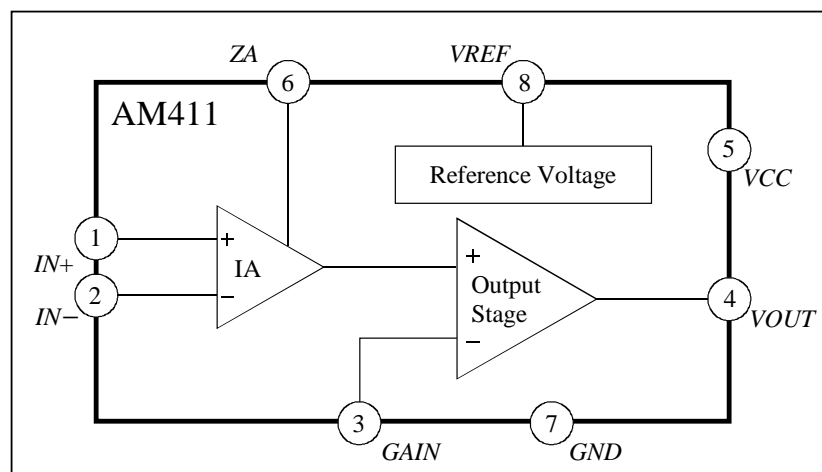 ZA
VREF
6
8
AM411
5
VCC
Reference Voltage
1
+
IN+
IA
2
−
IN−
+
Output
Stage
−
4
VOUT
3
GAIN
7
GND